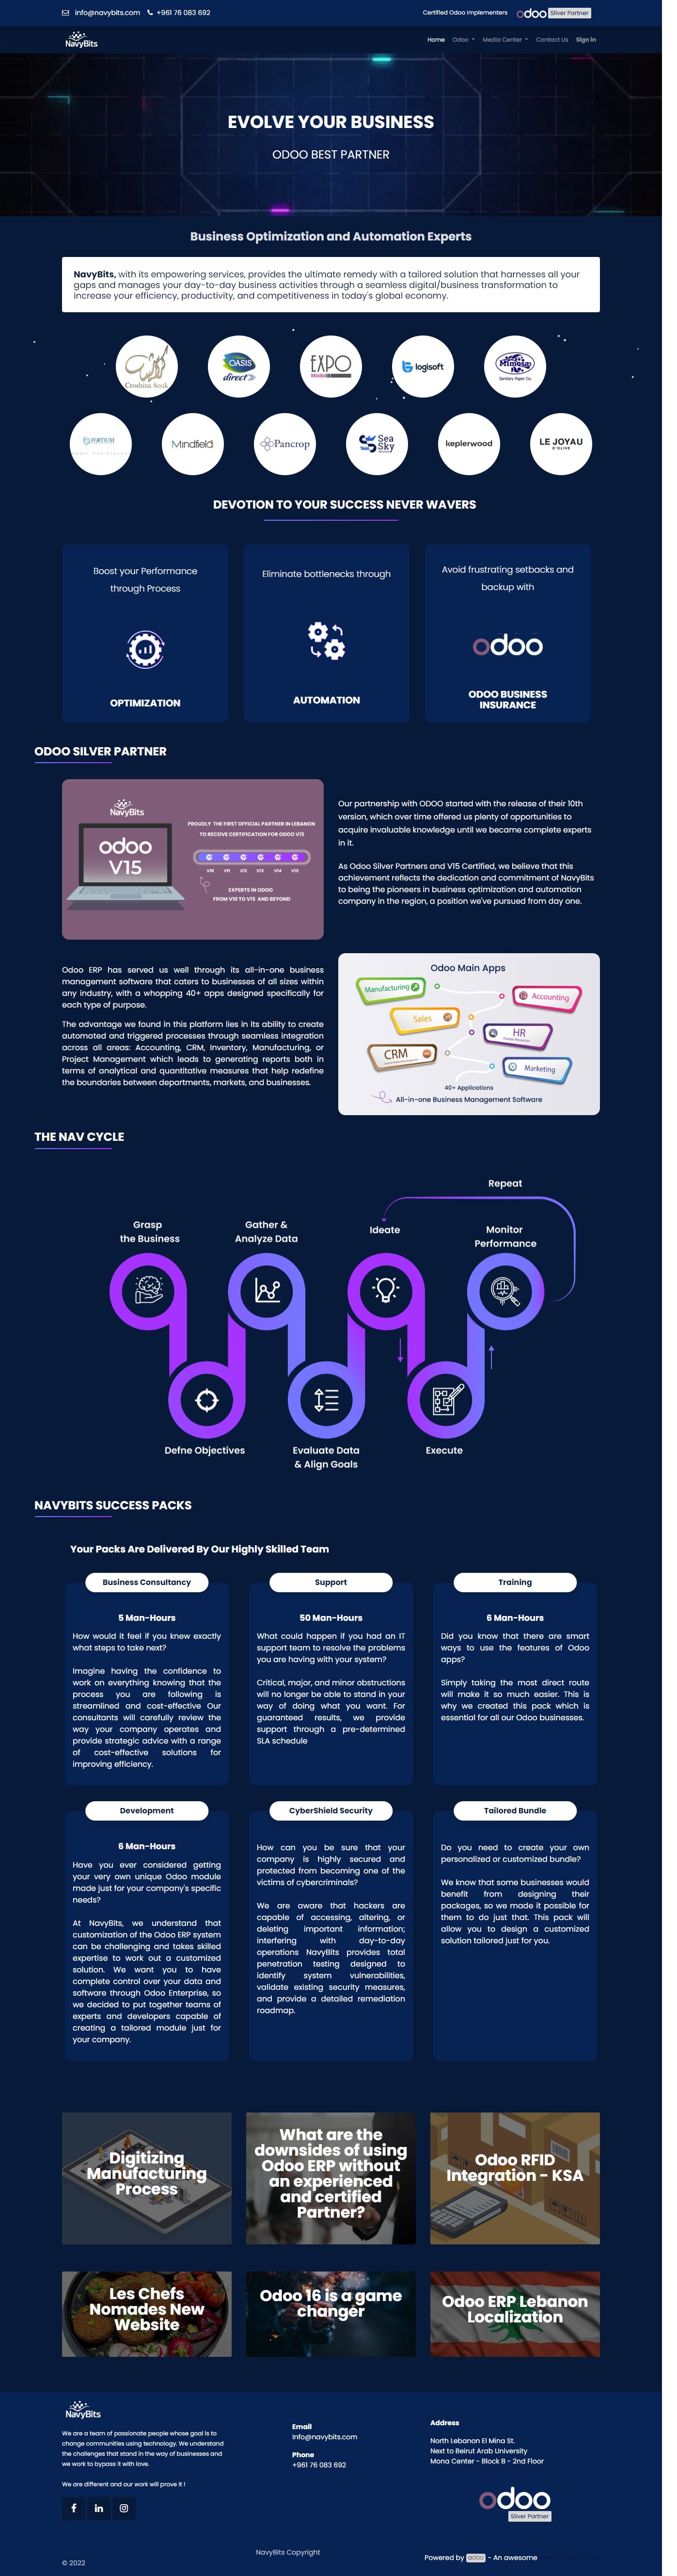 info@navybits.com +961 76 083 692
Certified Odoo Implementers odoo Silver Partner
NavyBits
Home Odoo Media Center Contact Us Sign in
EVOLVE YOUR BUSINESS
ODOO BEST PARTNER
Business Optimization and Automation Experts
NavyBits, with its empowering services, provides the ultimate remedy with a tailored solution that harnesses all your
gaps and manages your day-to-day business activities through a seamless digital/business transformation to
increase your efficiency, productivity, and competitiveness in today's global economy.
Croshina Souk
OASIS
direct
EXPO
logisoft
Mimosa
Sanitary Paper Co.
FORTIUM
Mindfield
Pancrop
Sea
Sky
keplerwood
LE JOYAU
D'OLIVE
DEVOTION TO YOUR SUCCESS NEVER WAVERS
Boost your Performance
through Process
OPTIMIZATION
Eliminate bottlenecks through
AUTOMATION
Avoid frustrating setbacks and
backup with
odoo
ODOO BUSINESS
INSURANCE
ODOO SILVER PARTNER
NavyBits
odoo
V15
PROUDLY THE FIRST OFFICIAL PARTNER IN LEBANON
TO RECEIVE CERTIFICATION FOR ODOO V15
V10 V11 V12 V13 V14 V15
EXPERTS IN ODOO
FROM V10 TO V15 AND BEYOND
Our partnership with ODOO started with the release of their 10th
version, which over time offered us plenty of opportunities to
acquire invaluable knowledge until we became complete experts
in it.
As Odoo Silver Partners and V15 Certified, we believe that this
achievement reflects the dedication and commitment of NavyBits
to being the pioneers in business optimization and automation
company in the region, a position we've pursued from day one.
Odoo ERP has served us well through its all-in-one business
management software that caters to businesses of all sizes within
any industry, with a whopping 40+ apps designed specifically for
each type of purpose.
The advantage we found in this platform lies in its ability to create
automated and triggered processes through seamless integration
across all areas: Accounting, CRM, Inventory, Manufacturing, or
Project Management which leads to generating reports both in
terms of analytical and quantitative measures that help redefine
the boundaries between departments, markets, and businesses.
Odoo Main Apps
Manufacturing
Accounting
Sales
HR
Human Resources
CRM
Marketing
40+ Applications
All-in-one Business Management Software
THE NAV CYCLE
Repeat
Grasp
the Business
Gather &
Analyze Data
Ideate
Monitor
Performance
Defne Objectives
Evaluate Data
& Align Goals
Execute
NAVYBITS SUCCESS PACKS
Your Packs Are Delivered By Our Highly Skilled Team
Business Consultancy
5 Man-Hours
How would it feel if you knew exactly
what steps to take next?
Imagine having the confidence to
work on everything knowing that the
process you are following is
streamlined and cost-effective Our
consultants will carefully review the
way your company operates and
provide strategic advice with a range
of cost-effective solutions for
improving efficiency.
Support
50 Man-Hours
What could happen if you had an IT
support team to resolve the problems
you are having with your system?
Critical, major, and minor obstructions
will no longer be able to stand in your
way of doing what you want. For
guaranteed results, we provide
support through a pre-determined
SLA schedule
Training
6 Man-Hours
Did you know that there are smart
ways to use the features of Odoo
apps?
Simply taking the most direct route
will make it so much easier. This is
why we created this pack which is
essential for all our Odoo businesses.
Development
6 Man-Hours
Have you ever considered getting
your very own unique Odoo module
made just for your company's specific
needs?
At NavyBits, we understand that
customization of the Odoo ERP system
can be challenging and takes skilled
expertise to work out a customized
solution. We want you to have
complete control over your data and
software through Odoo Enterprise, so
we decided to put together teams of
experts and developers capable of
creating a tailored module just for
your company.
CyberShield Security
How can you be sure that your
company is highly secured and
protected from becoming one of the
victims of cybercriminals?
We are aware that hackers are
capable of accessing, altering, or
deleting important information;
interfering with day-to-day
operations NavyBits provides total
penetration testing designed to
identify system vulnerabilities,
validate existing security measures,
and provide a detailed remediation
roadmap.
Tailored Bundle
Do you need to create your own
personalized or customized bundle?
We know that some businesses would
benefit from designing their
packages, so we made it possible for
them to do just that. This pack will
allow you to design a customized
solution tailored just for you.
Digitizing
Manufacturing
Process
What are the
downsides of using
Odoo ERP without
an experienced
and certified
Partner?
Odoo RFID
Integration - KSA
Les Chefs
Nomades New
Website
Odoo 16 is a game
changer
Odoo ERP Lebanon
Localization
NavyBits
We are a team of passionate people whose goal is to
change communities using technology. We understand
the challenges that stand in the way of businesses and
we work to bypass it with love.
We are different and our work will prove it !
Email
Info@navybits.com
Phone
+961 76 083 692
Address
North Lebanon El Mina St.
Next to Beirut Arab University
Mona Center - Block B - 2nd Floor
odoo
Silver Partner
NavyBits Copyright
Powered by odoo - An awesome
© 2022